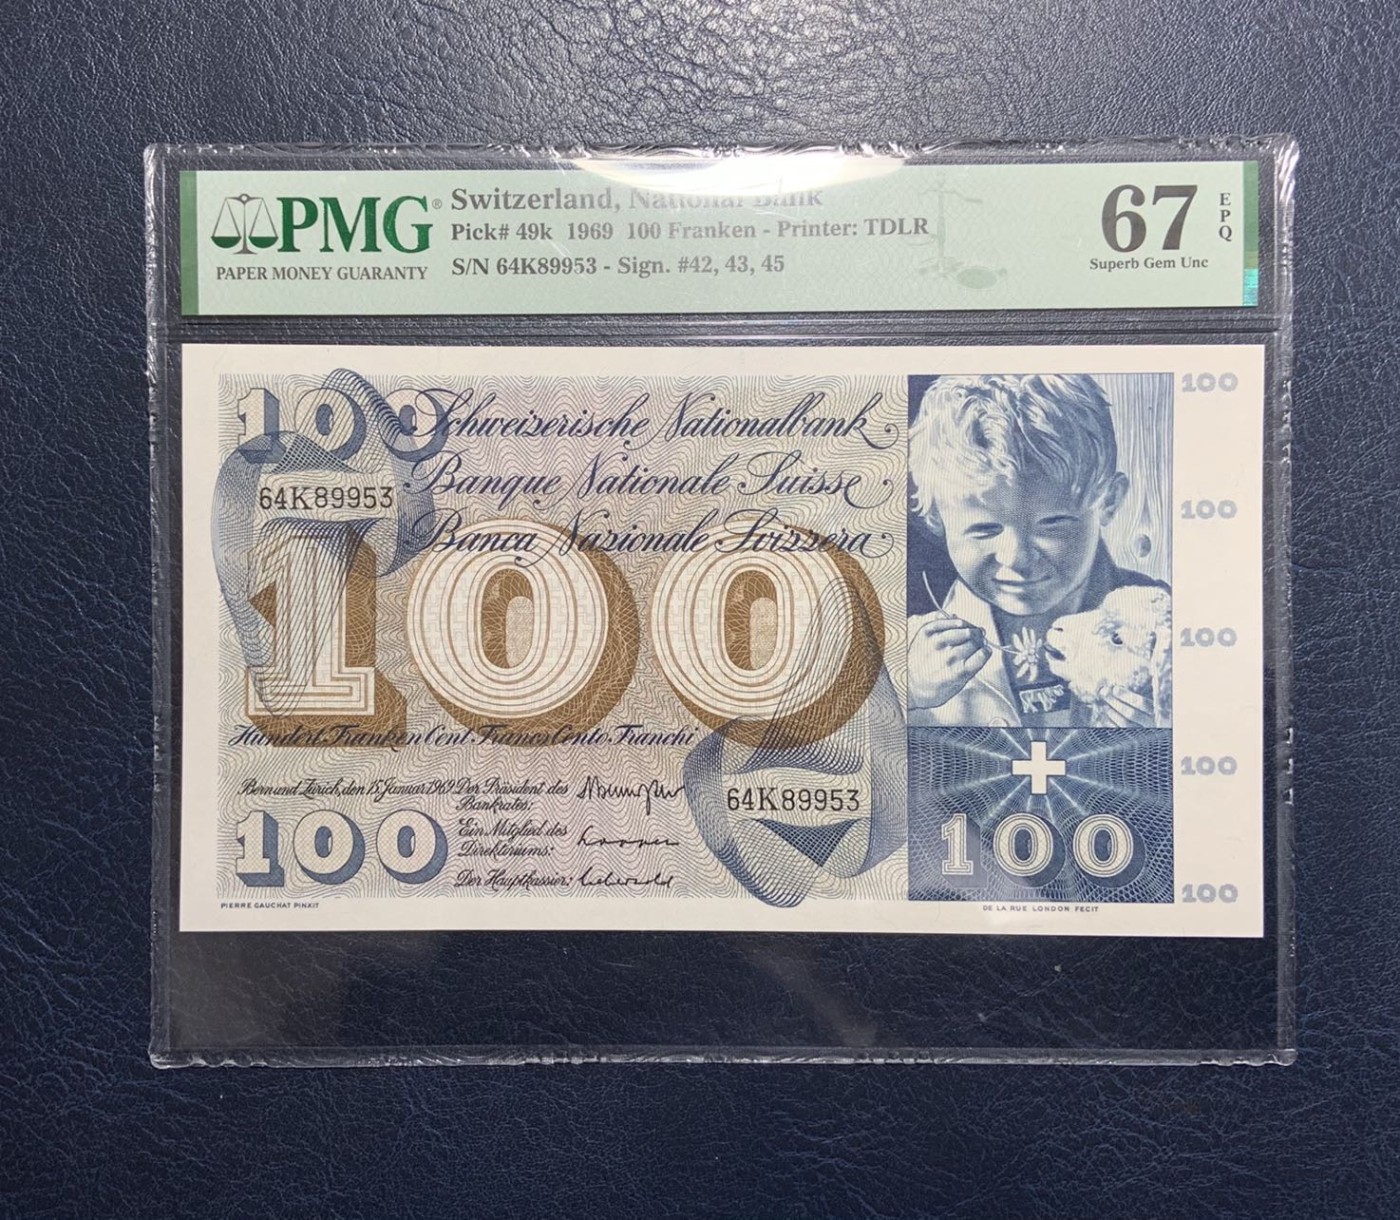 PMG®
PAPER MONEY GUARANTY
Switzerland, National Bank
Pick# 49k 1969 100 Franken - Printer: TDLR
S/N 64K89953 - Sign. #42, 43, 45
67
EPQ
Superb Gem Unc
100
Schweizerische Nationalbank
Banque Nationale Suisse
Banca Nazionale Svizzera
64K89953
100
Hundert Franken Cent Francs Cento Franchi
Bern und Zürich, den 15. Januar 1969
Der Präsident des
Bankrates:
Ein Mitglied des
Direktoriums:
Der Hauptkassier:
100
64K89953
PIERRE GAUCHAT PINXIT
100
DE LA RUE LONDON FECIT
100
100
100
100
100